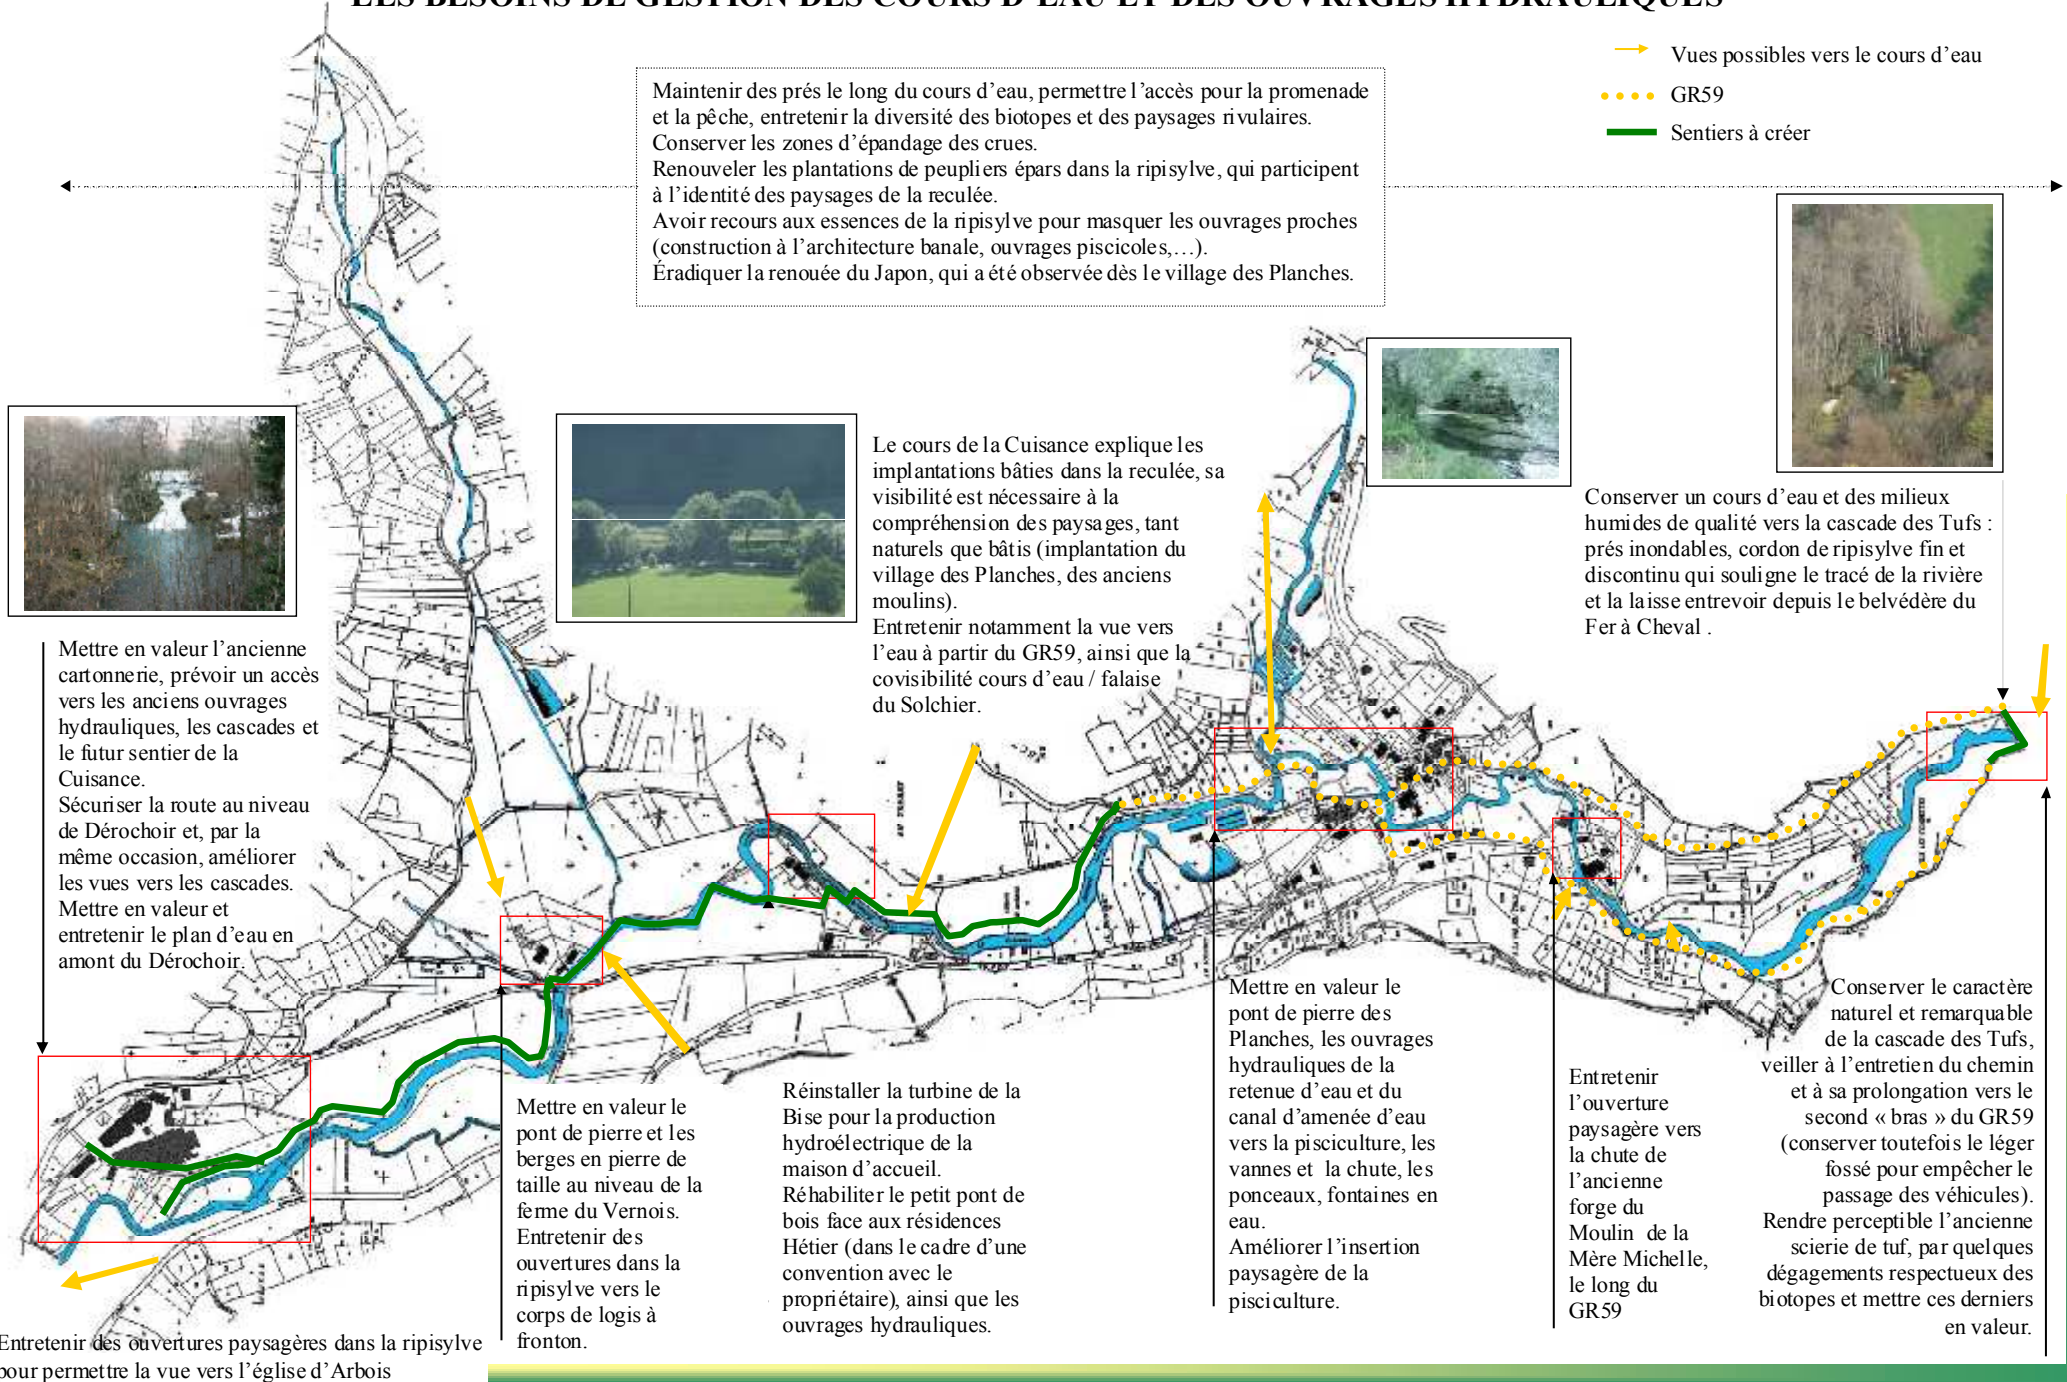 LES BESOINS DE GESTION DES COURS D'EAU ET DES OUVRAGES HYDRAULIQUES
Vues possibles vers le cours d'eau
GR59
Sentiers à créer
Maintenir des prés le long du cours d'eau, permettre l'accès pour la promenade
et la pêche, entretenir la diversité des biotopes et des paysages rivulaires.
Conserver les zones d'épandage des crues.
Renouveler les plantations de peupliers épars dans la ripisylve, qui participent
à l'identité des paysages de la reculée.
Avoir recours aux essences de la ripisylve pour masquer les ouvrages proches
(construction à l'architecture banale, ouvrages piscicoles,…).
Éradiquer la renouée du Japon, qui a été observée dès le village des Planches.
Le cours de la Cuisance explique les
implantations bâties dans la reculée, sa
visibilité est nécessaire à la
compréhension des paysages, tant
naturels que bâtis (implantation du
village des Planches, des anciens
moulins).
Entretenir notamment la vue vers
l'eau à partir du GR59, ainsi que la
covisibilité cours d'eau / falaise
du Solchier.
Conserver un cours d'eau et des milieux
humides de qualité vers la cascade des Tufs :
prés inondables, cordon de ripisylve fin et
discontinu qui souligne le tracé de la rivière
et la laisse entrevoir depuis le belvédère du
Fer à Cheval .
Mettre en valeur l'ancienne
cartonnerie, prévoir un accès
vers les anciens ouvrages
hydrauliques, les cascades et
le futur sentier de la
Cuisance.
Sécuriser la route au niveau
de Dérochoir et, par la
même occasion, améliorer
les vues vers les cascades.
Mettre en valeur et
entretenir le plan d'eau en
amont du Dérochoir.
Mettre en valeur le
pont de pierre et les
berges en pierre de
taille au niveau de la
ferme du Vernois.
Entretenir des
ouvertures dans la
ripisylve vers le
corps de logis à
fronton.
Réinstaller la turbine de la
Bise pour la production
hydroélectrique de la
maison d'accueil.
Réhabiliter le petit pont de
bois face aux résidences
Hétier (dans le cadre d'une
convention avec le
propriétaire), ainsi que les
ouvrages hydrauliques.
Mettre en valeur le
pont de pierre des
Planches, les ouvrages
hydrauliques de la
retenue d'eau et du
canal d'amenée d'eau
vers la pisciculture, les
vannes et la chute, les
ponceaux, fontaines en
eau.
Améliorer l'insertion
paysagère de la
pisciculture.
Entretenir
l'ouverture
paysagère vers
la chute de
l'ancienne
forge du
Moulin de la
Mère Michelle,
le long du
GR59
Conserver le caractère
naturel et remarquable
de la cascade des Tufs,
veiller à l'entretien du chemin
et à sa prolongation vers le
second « bras » du GR59
(conserver toutefois le léger
fossé pour empêcher le
passage des véhicules).
Rendre perceptible l'ancienne
scierie de tuf, par quelques
dégagements respectueux des
biotopes et mettre ces derniers
en valeur.
Entretenir des ouvertures paysagères dans la ripisylve
pour permettre la vue vers l'église d'Arbois